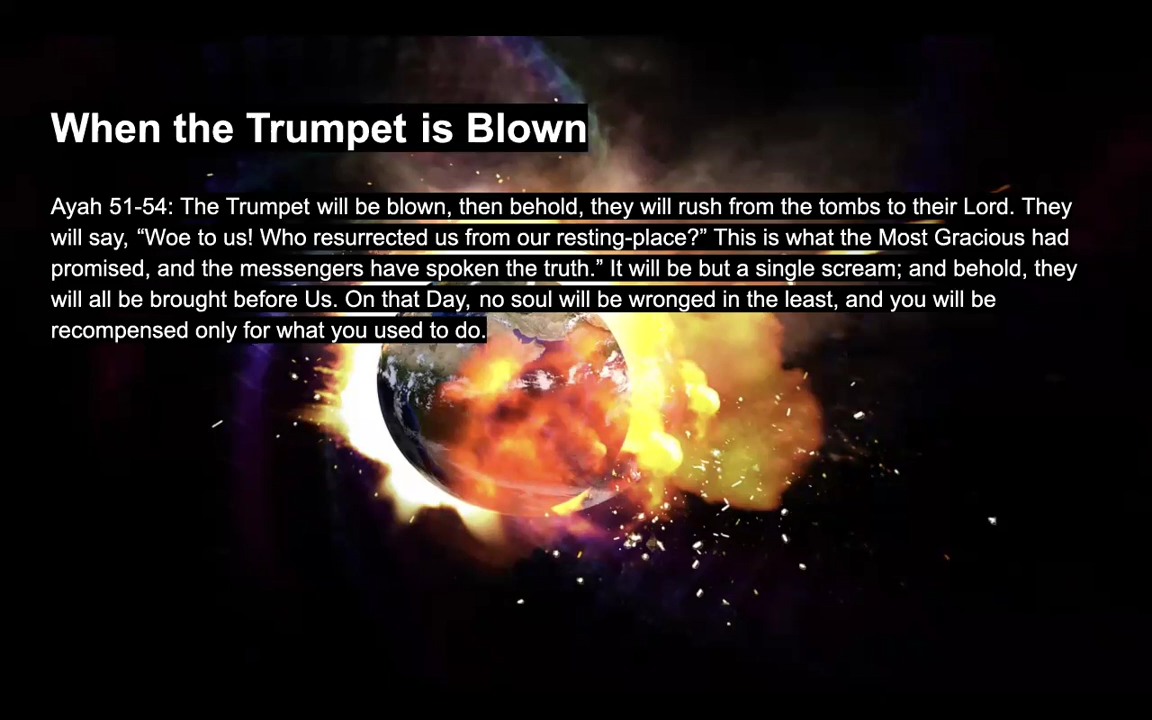 When the Trumpet is Blown
Ayah 51-54: The Trumpet will be blown, then behold, they will rush from the tombs to their Lord. They
will say, “Woe to us! Who resurrected us from our resting-place?” This is what the Most Gracious had
promised, and the messengers have spoken the truth.” It will be but a single scream; and behold, they
will all be brought before Us. On that Day, no soul will be wronged in the least, and you will be
recompensed only for what you used to do.